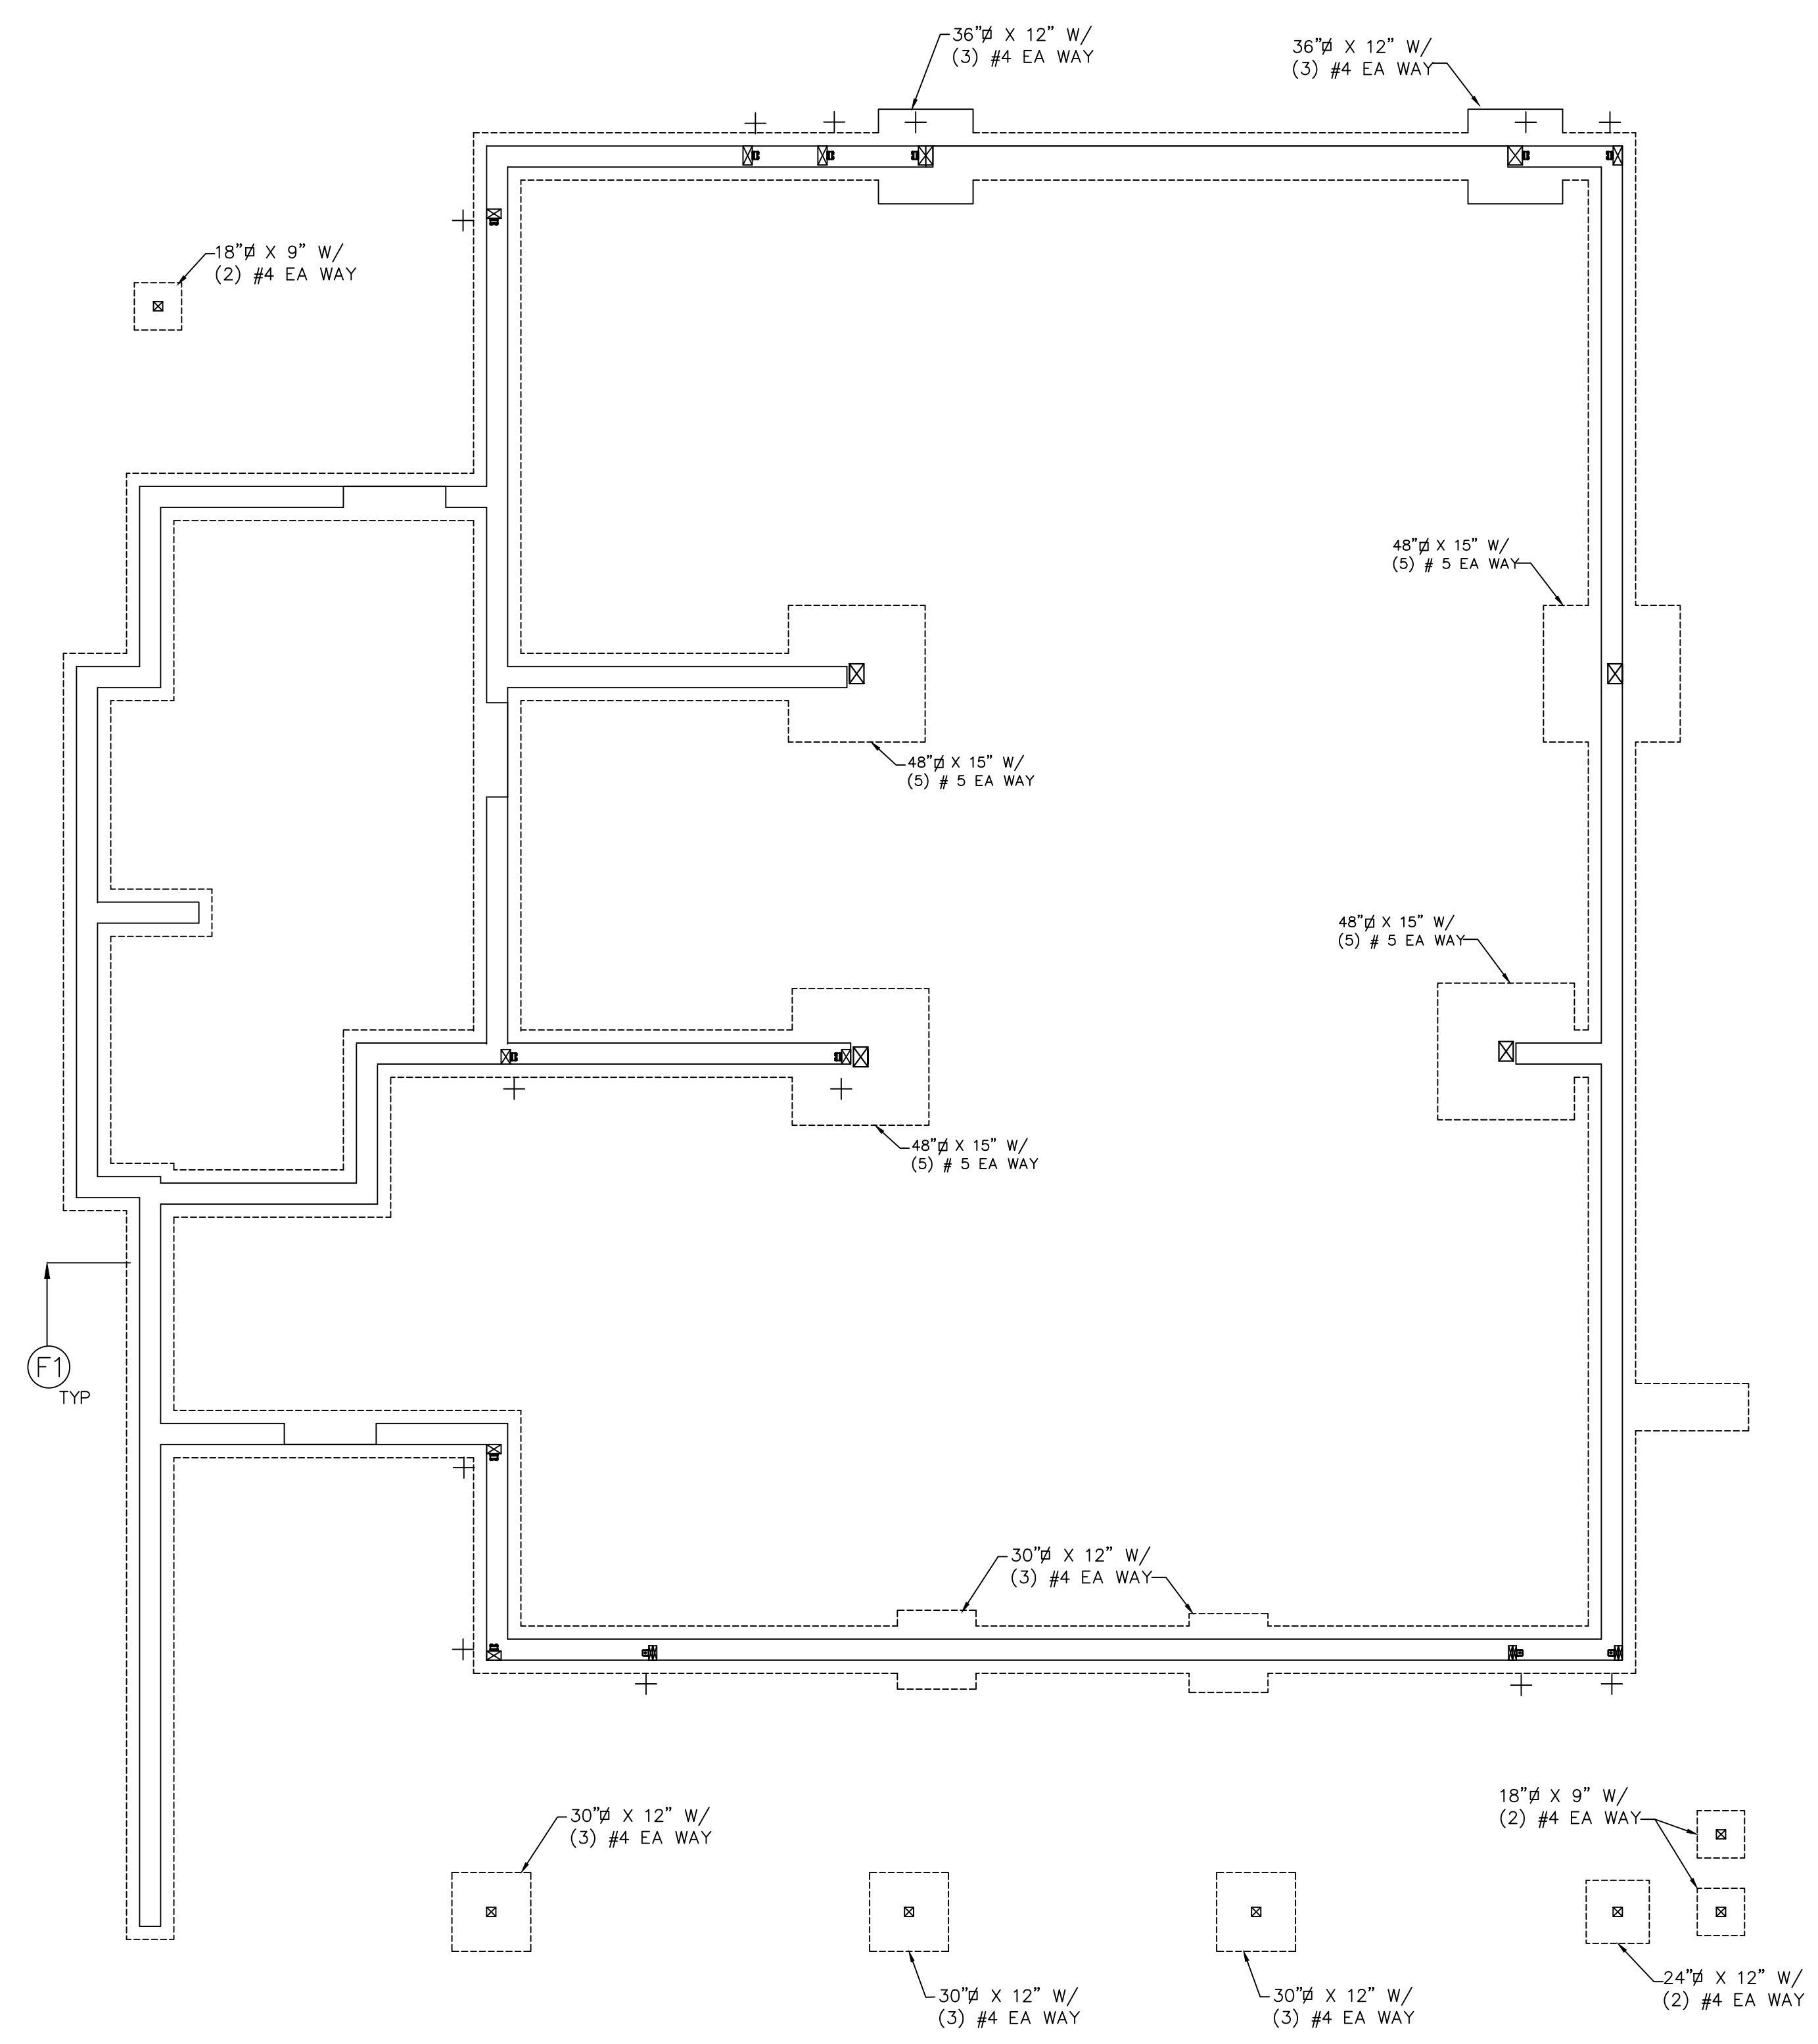 36"⌀ X 12" W/
(3) #4 EA WAY
36"⌀ X 12" W/
(3) #4 EA WAY
18"⌀ X 9" W/
(2) #4 EA WAY
48"⌀ X 15" W/
(5) # 5 EA WAY
48"⌀ X 15" W/
(5) # 5 EA WAY
48"⌀ X 15" W/
(5) # 5 EA WAY
48"⌀ X 15" W/
(5) # 5 EA WAY
F1
TYP
30"⌀ X 12" W/
(3) #4 EA WAY
30"⌀ X 12" W/
(3) #4 EA WAY
18"⌀ X 9" W/
(2) #4 EA WAY
30"⌀ X 12" W/
(3) #4 EA WAY
30"⌀ X 12" W/
(3) #4 EA WAY
24"⌀ X 12" W/
(2) #4 EA WAY